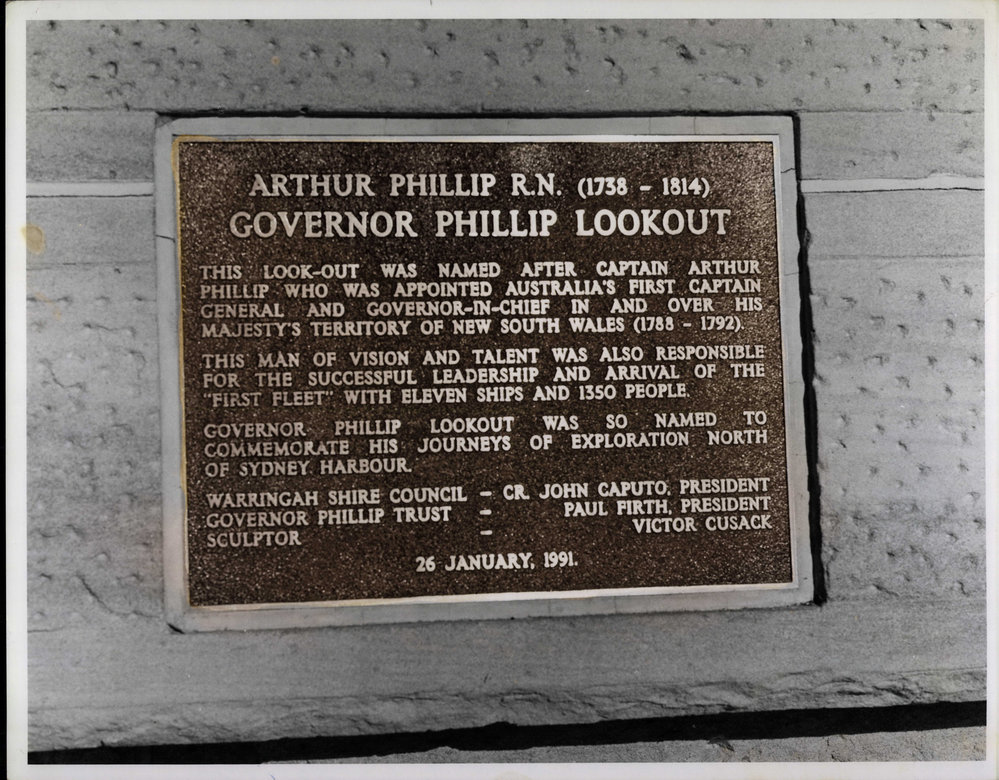 ARTHUR PHILLIP R.N. (1738 - 1814)
GOVERNOR PHILLIP LOOKOUT
THIS LOOK-OUT WAS NAMED AFTER CAPTAIN ARTHUR
PHILLIP WHO WAS APPOINTED AUSTRALIA'S FIRST CAPTAIN
GENERAL AND GOVERNOR-IN-CHIEF IN AND OVER HIS
MAJESTY'S TERRITORY OF NEW SOUTH WALES (1788 - 1792).
THIS MAN OF VISION AND TALENT WAS ALSO RESPONSIBLE
FOR THE SUCCESSFUL LEADERSHIP AND ARRIVAL OF THE
"FIRST FLEET" WITH ELEVEN SHIPS AND 1350 PEOPLE.
GOVERNOR PHILLIP LOOKOUT WAS SO NAMED TO
COMMEMORATE HIS JOURNEYS OF EXPLORATION NORTH
OF SYDNEY HARBOUR.
WARRINGAH SHIRE COUNCIL - CR. JOHN CAPUTO, PRESIDENT
GOVERNOR PHILLIP TRUST - PAUL FIRTH, PRESIDENT
SCULPTOR - VICTOR CUSACK
26 JANUARY, 1991.